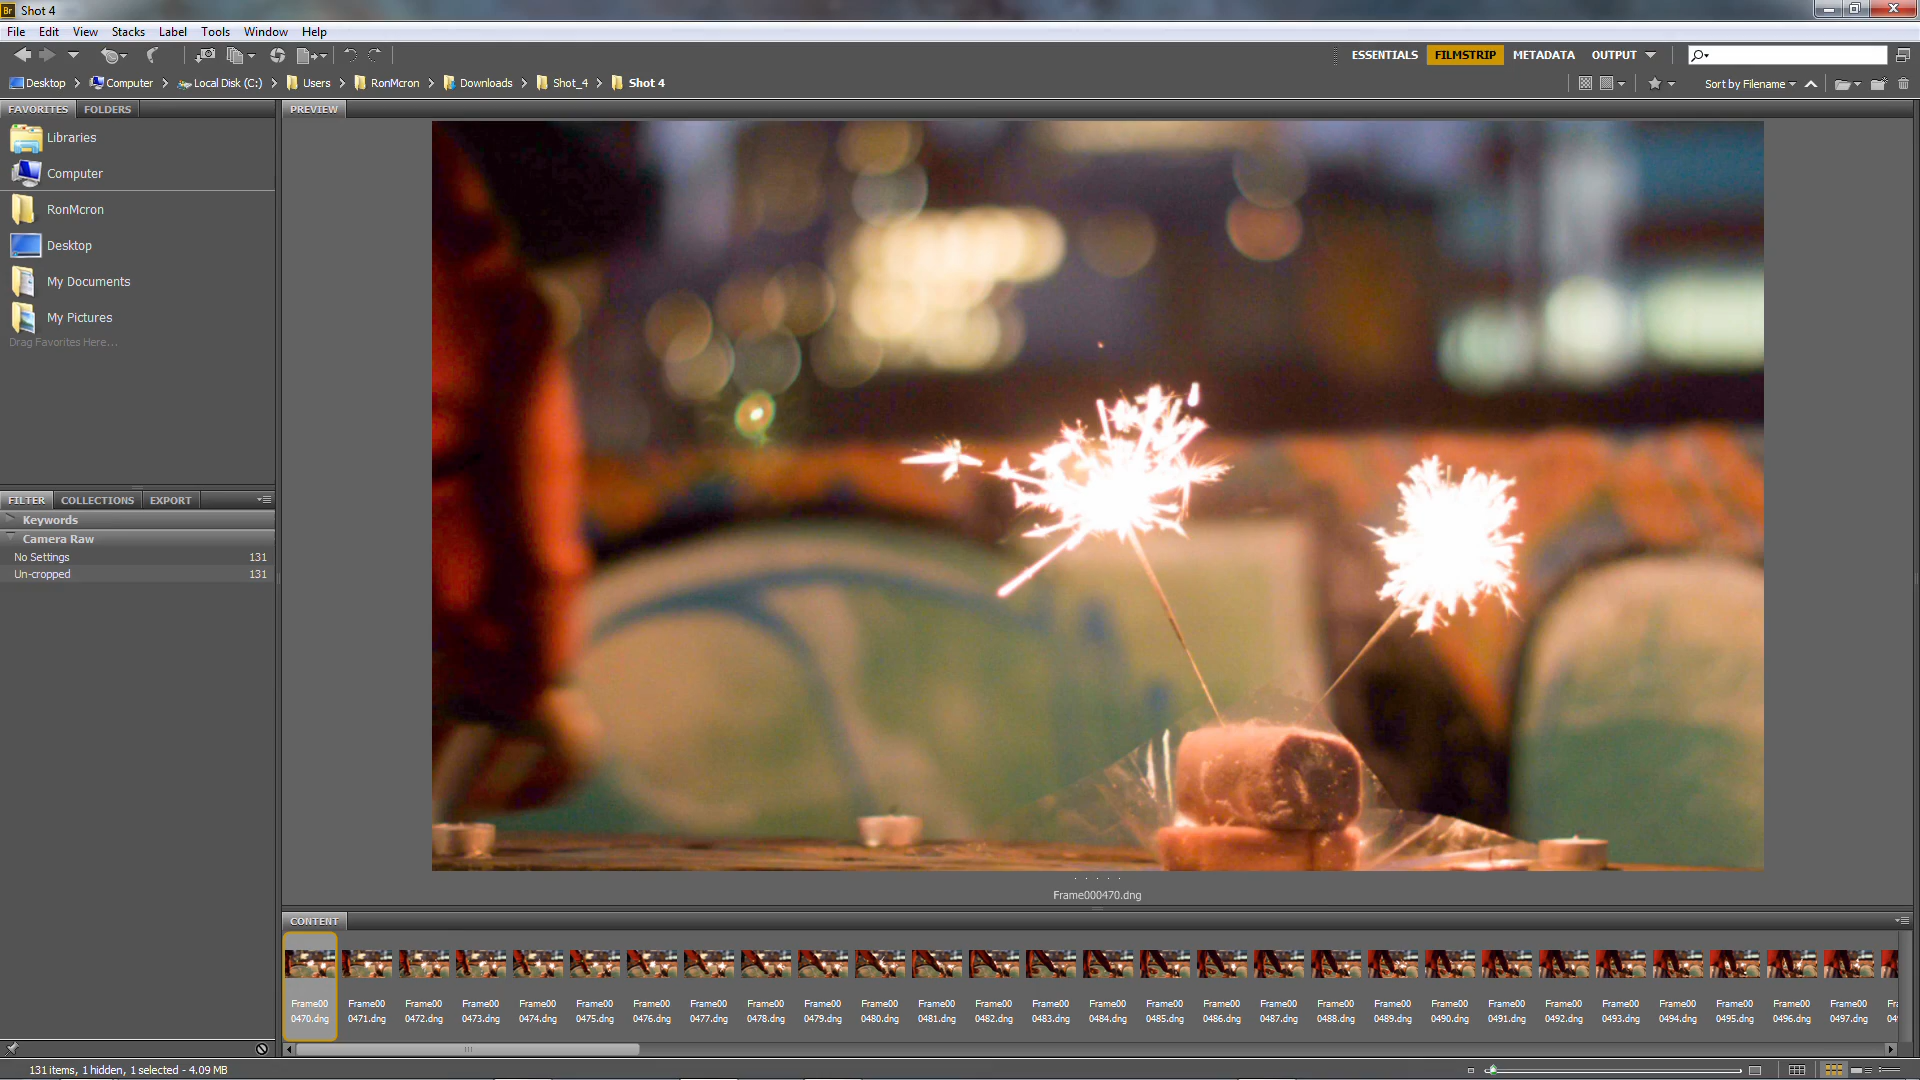 Br Shot 4
File Edit View Stacks Label Tools Window Help
ESSENTIALS FILMSTRIP METADATA OUTPUT
Desktop Computer Local Disk (C:) Users RonMcron Downloads Shot_4 Shot 4
Sort by Filename
FAVORITES FOLDERS
PREVIEW
Libraries
Computer
RonMcron
Desktop
My Documents
My Pictures
Drag Favorites Here...
FILTER COLLECTIONS EXPORT
Keywords
Camera Raw
No Settings 131
Un-cropped 131
Frame000470.dng
CONTENT
Frame00 Frame00 Frame00 Frame00 Frame00 Frame00 Frame00 Frame00 Frame00 Frame00 Frame00 Frame00 Frame00 Frame00 Frame00 Frame00 Frame00 Frame00 Frame00 Frame00 Frame00 Frame00 Frame00 Frame00 Frame00 Frame00 Frame00 Frame00
0470.dng 0471.dng 0472.dng 0473.dng 0474.dng 0475.dng 0476.dng 0477.dng 0478.dng 0479.dng 0480.dng 0481.dng 0482.dng 0483.dng 0484.dng 0485.dng 0486.dng 0487.dng 0488.dng 0489.dng 0490.dng 0491.dng 0492.dng 0493.dng 0494.dng 0495.dng 0496.dng 0497.dng
131 items, 1 hidden, 1 selected - 4.09 MB